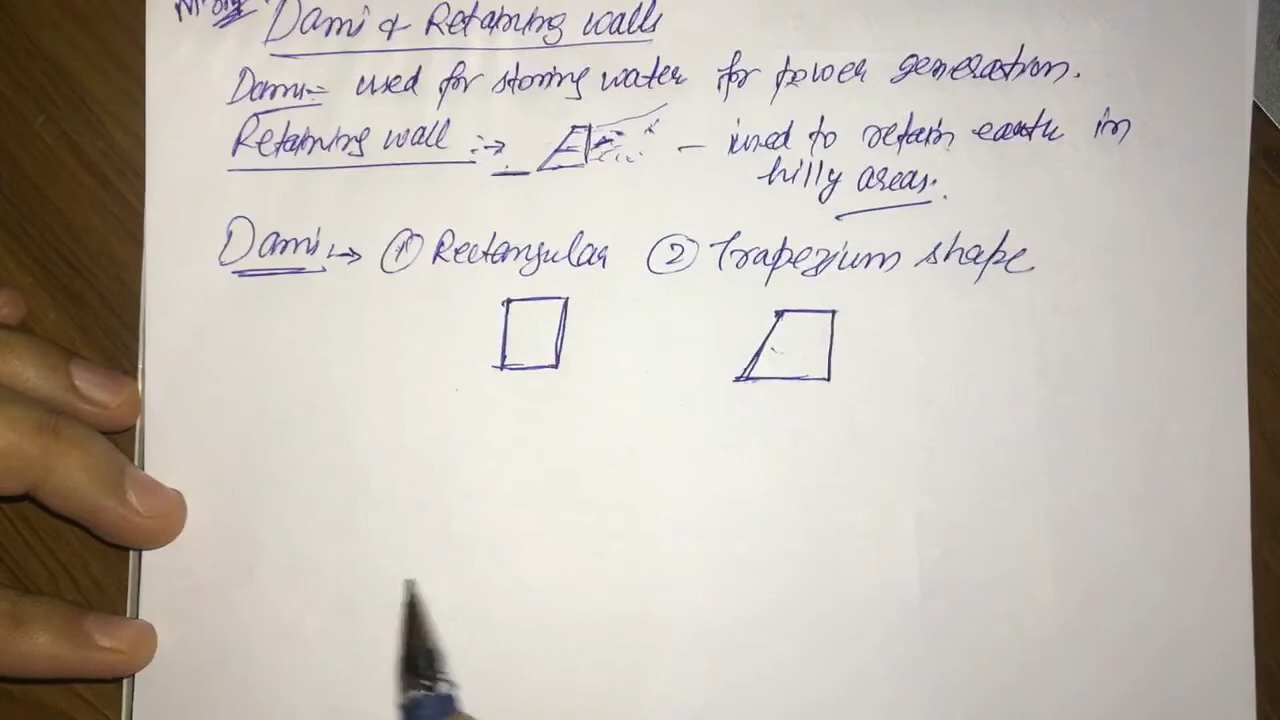 Dams & Retaining walls
Dams:- used for storing water for power generation.
Retaining wall :→ - used to retain earth in
hilly areas.
Dams → ① Rectangular ② Trapezium shape